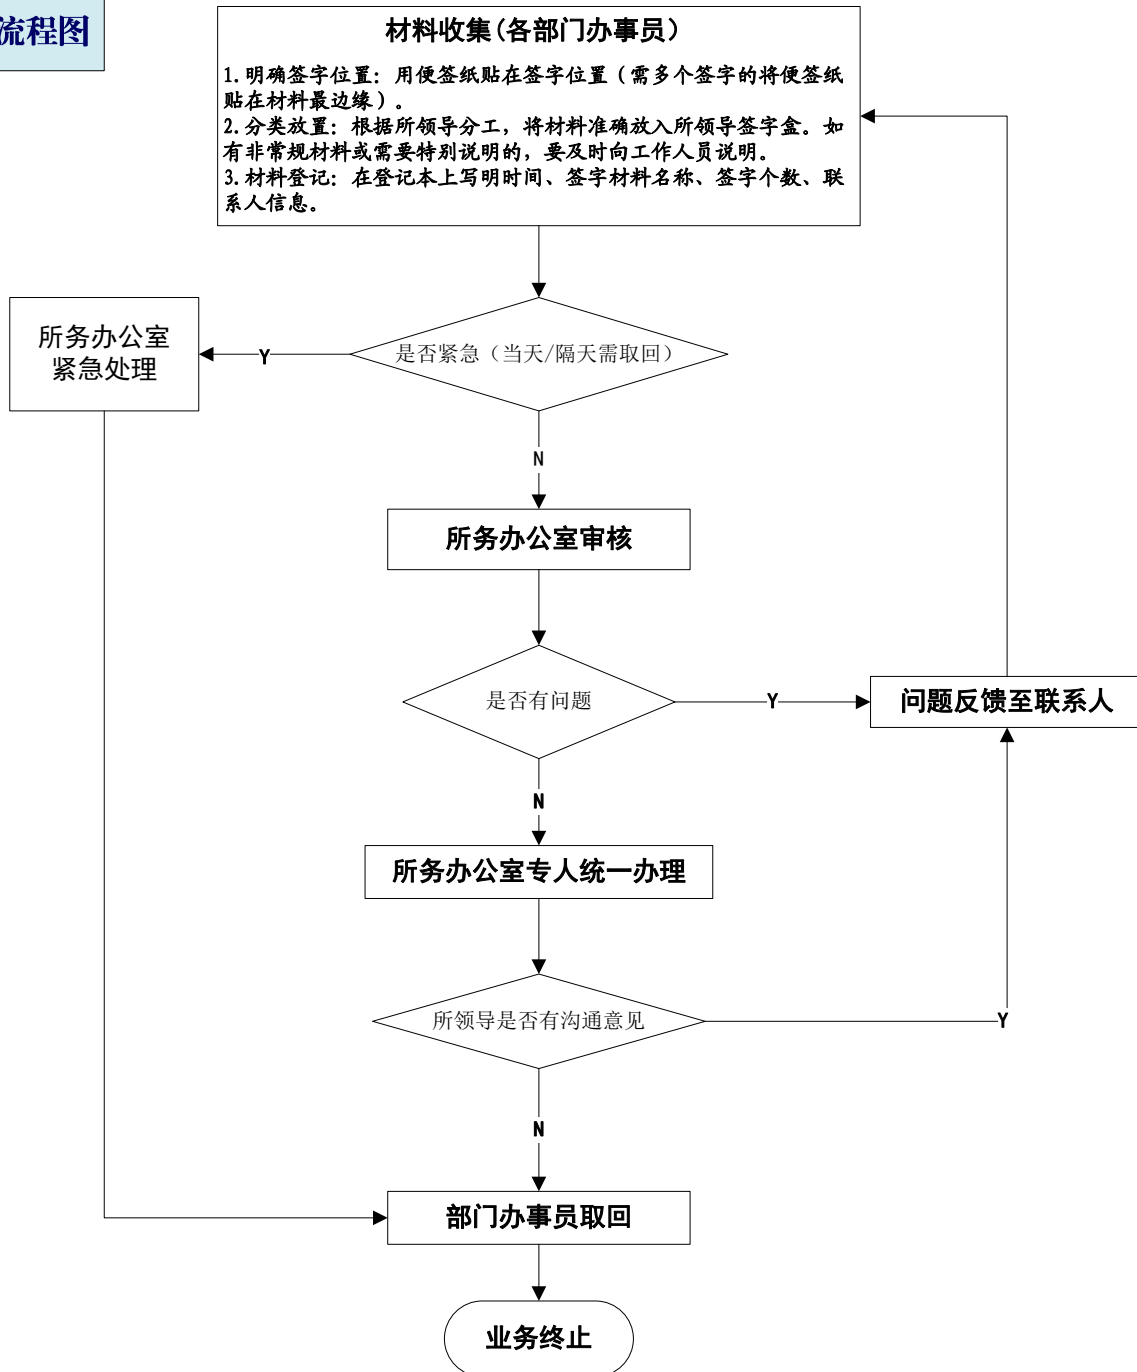 流程图
材料收集(各部门办事员)
1.明确签字位置：用便签纸贴在签字位置（需多个签字的将便签纸
贴在材料最边缘）。
2.分类放置：根据所领导分工，将材料准确放入所领导签字盒。如
有非常规材料或需要特别说明的，要及时向工作人员说明。
3.材料登记：在登记本上写明时间、签字材料名称、签字个数、联
系人信息。
所务办公室
紧急处理
Y
是否紧急（当天/隔天需取回）
N
所务办公室审核
是否有问题
Y
问题反馈至联系人
N
所务办公室专人统一办理
所领导是否有沟通意见
Y
N
部门办事员取回
业务终止